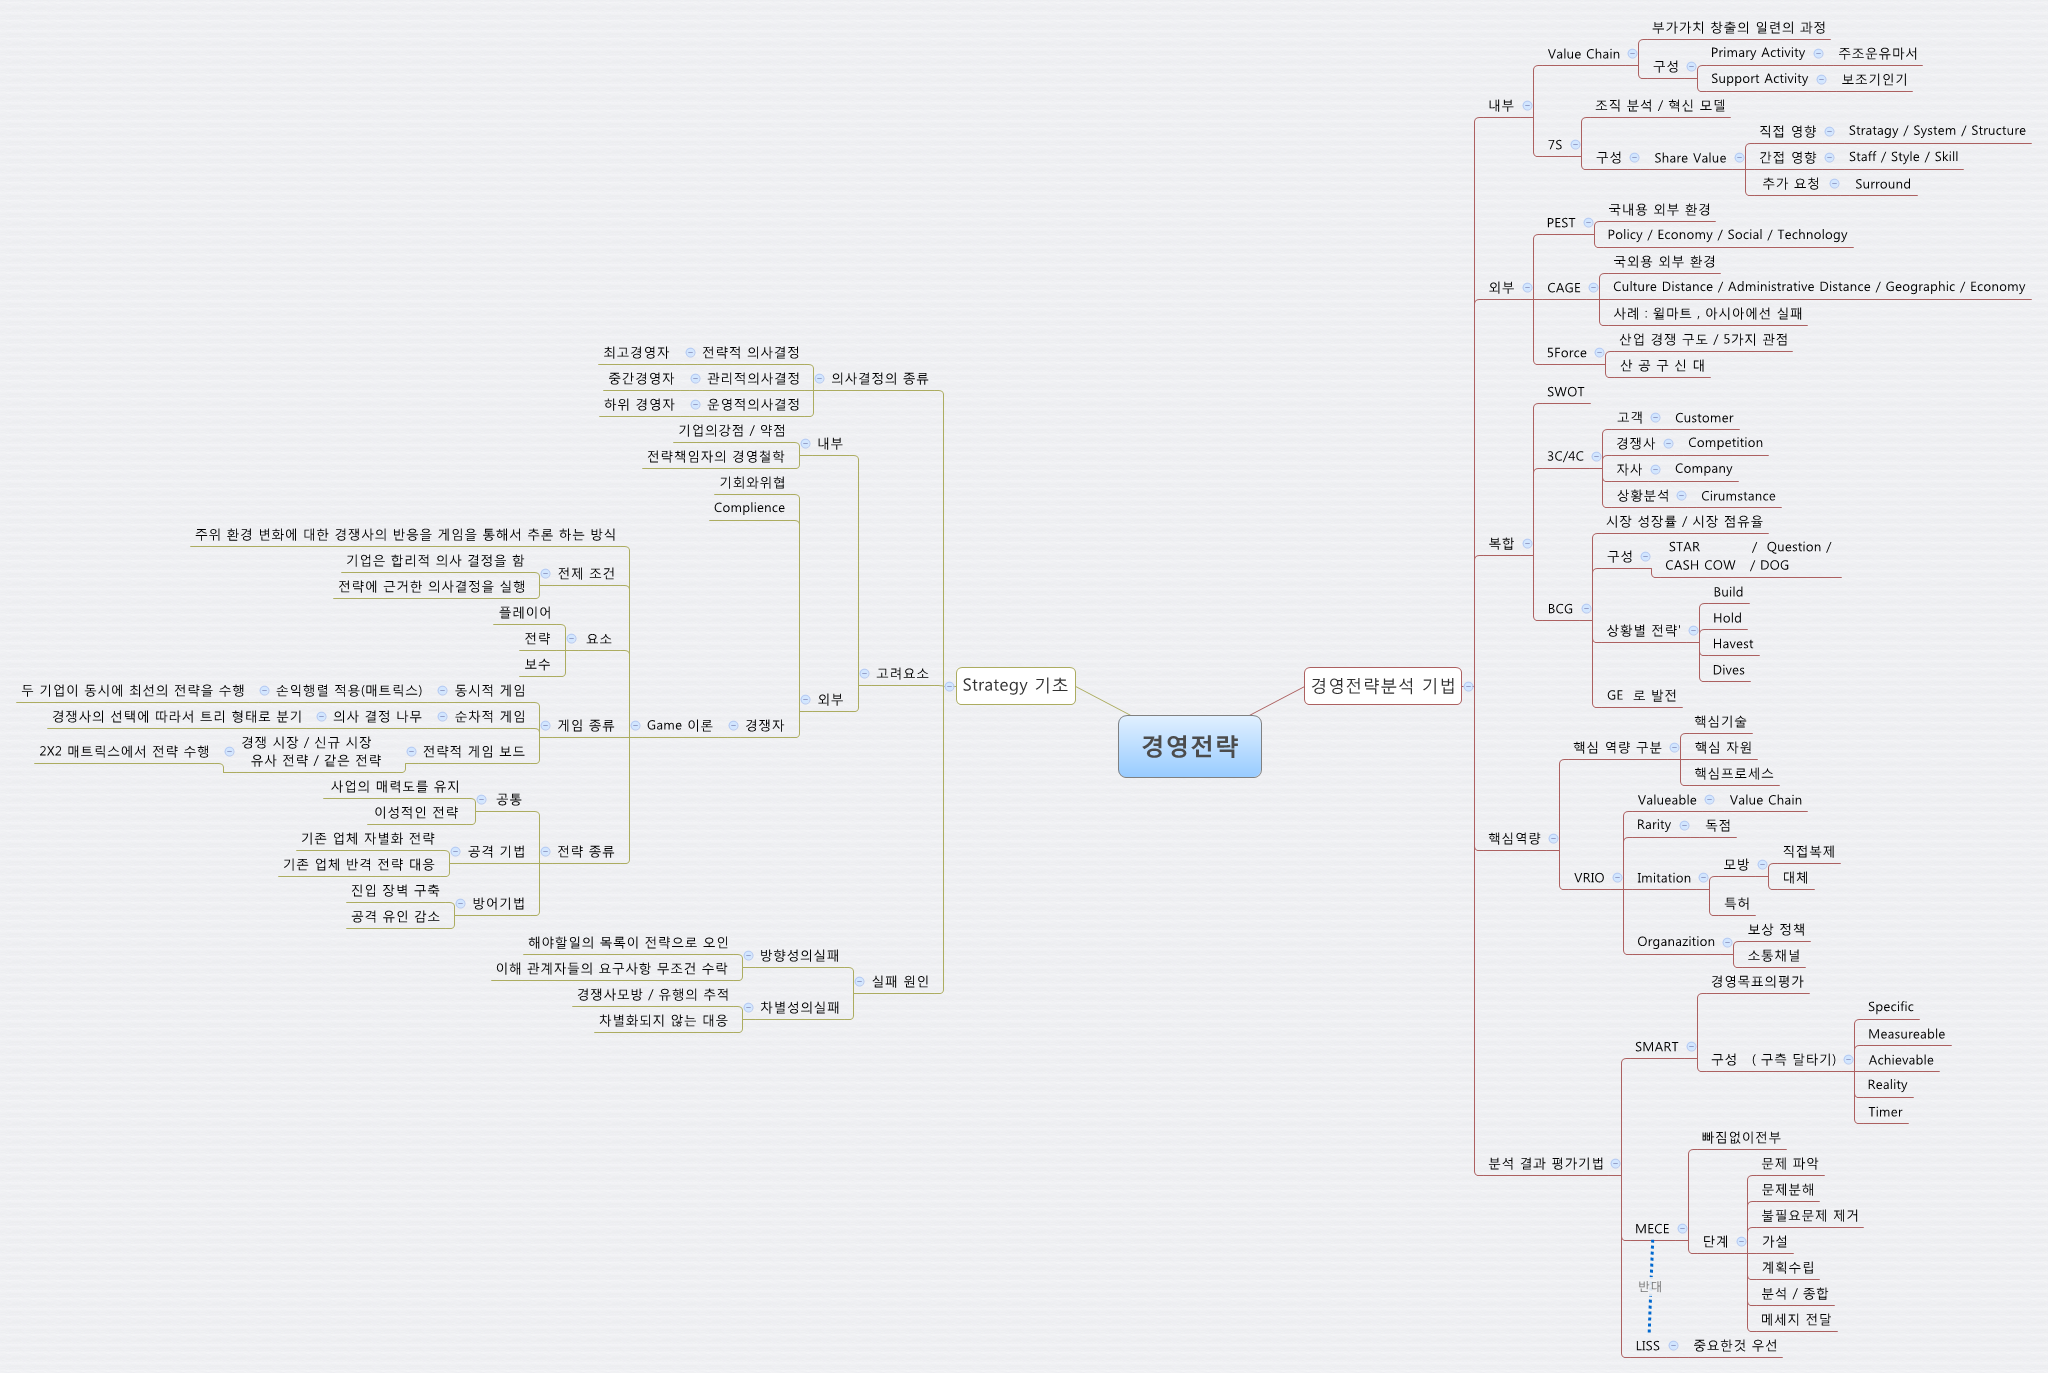 경영전략
Strategy 기초
의사결정의 종류
전략적 의사결정
최고경영자
관리적의사결정
중간경영자
운영적의사결정
하위 경영자
고려요소
내부
기업의강점 / 약점
전략책임자의 경영철학
외부
기회와위협
Complience
경쟁자
Game 이론
주위 환경 변화에 대한 경쟁사의 반응을 게임을 통해서 추론 하는 방식
전제 조건
기업은 합리적 의사 결정을 함
전략에 근거한 의사결정을 실행
요소
플레이어
전략
보수
게임 종류
동시적 게임
손익행렬 적용(매트릭스)
두 기업이 동시에 최선의 전략을 수행
순차적 게임
의사 결정 나무
경쟁사의 선택에 따라서 트리 형태로 분기
전략적 게임 보드
경쟁 시장 / 신규 시장
유사 전략 / 같은 전략
2X2 매트릭스에서 전략 수행
전략 종류
공통
사업의 매력도를 유지
이성적인 전략
공격 기법
기존 업체 자별화 전략
기존 업체 반격 전략 대응
방어기법
진입 장벽 구축
공격 유인 감소
실패 원인
방향성의실패
해야할일의 목록이 전략으로 오인
이해 관계자들의 요구사항 무조건 수락
차별성의실패
경쟁사모방 / 유행의 추적
차별화되지 않는 대응
경영전략분석 기법
내부
Value Chain
부가가치 창출의 일련의 과정
구성
Primary Activity
주조운유마서
Support Activity
보조기인기
7S
조직 분석 / 혁신 모델
구성
Share Value
직접 영향
Stratagy / System / Structure
간접 영향
Staff / Style / Skill
추가 요청
Surround
외부
PEST
국내용 외부 환경
Policy / Economy / Social / Technology
CAGE
국외용 외부 환경
Culture Distance / Administrative Distance / Geographic / Economy
사례 : 월마트 , 아시아에선 실패
5Force
산업 경쟁 구도 / 5가지 관점
산 공 구 신 대
복합
SWOT
3C/4C
고객
Customer
경쟁사
Competition
자사
Company
상황분석
Cirumstance
BCG
시장 성장률 / 시장 점유율
구성
STAR / Question /
CASH COW / DOG
상황별 전략'
Build
Hold
Havest
Dives
GE 로 발전
핵심역량
핵심 역량 구분
핵심기술
핵심 자원
핵심프로세스
VRIO
Valueable
Value Chain
Rarity
독점
Imitation
모방
직접복제
대체
특허
Organazition
보상 정책
소통채널
분석 결과 평가기법
SMART
경영목표의평가
구성 ( 구측 달타기)
Specific
Measureable
Achievable
Reality
Timer
MECE
빠짐없이전부
단계
문제 파악
문제분해
불필요문제 제거
가설
계획수립
분석 / 종합
메세지 전달
반대
LISS
중요한것 우선